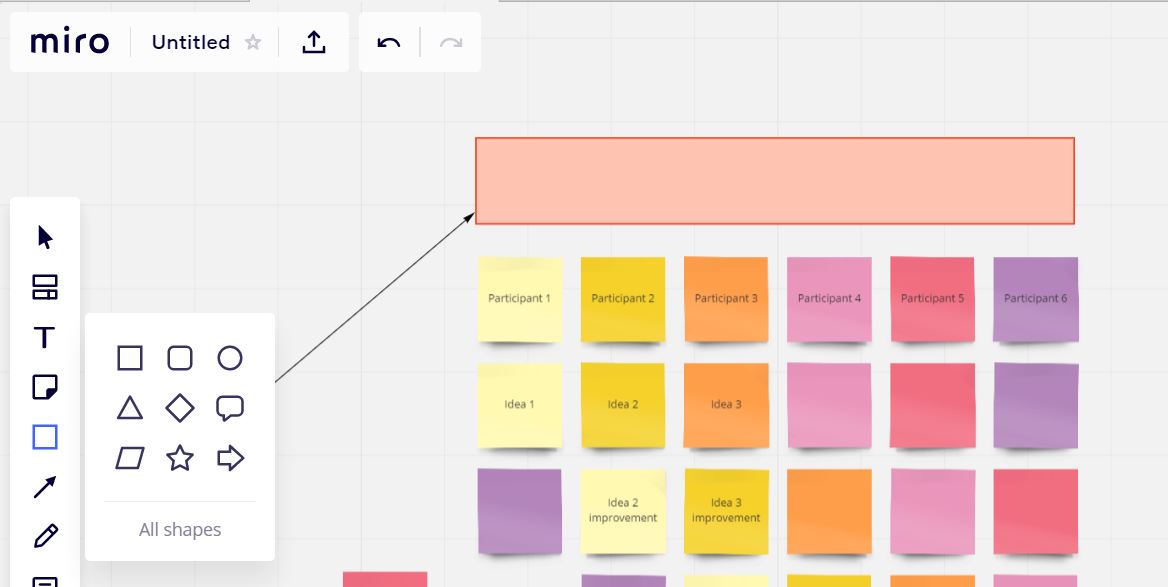 miro
Untitled
Participant 1
Participant 2
Participant 3
Participant 4
Participant 5
Participant 6
Idea 1
Idea 2
Idea 3
Idea 2
improvement
Idea 3
improvement
T
All shapes